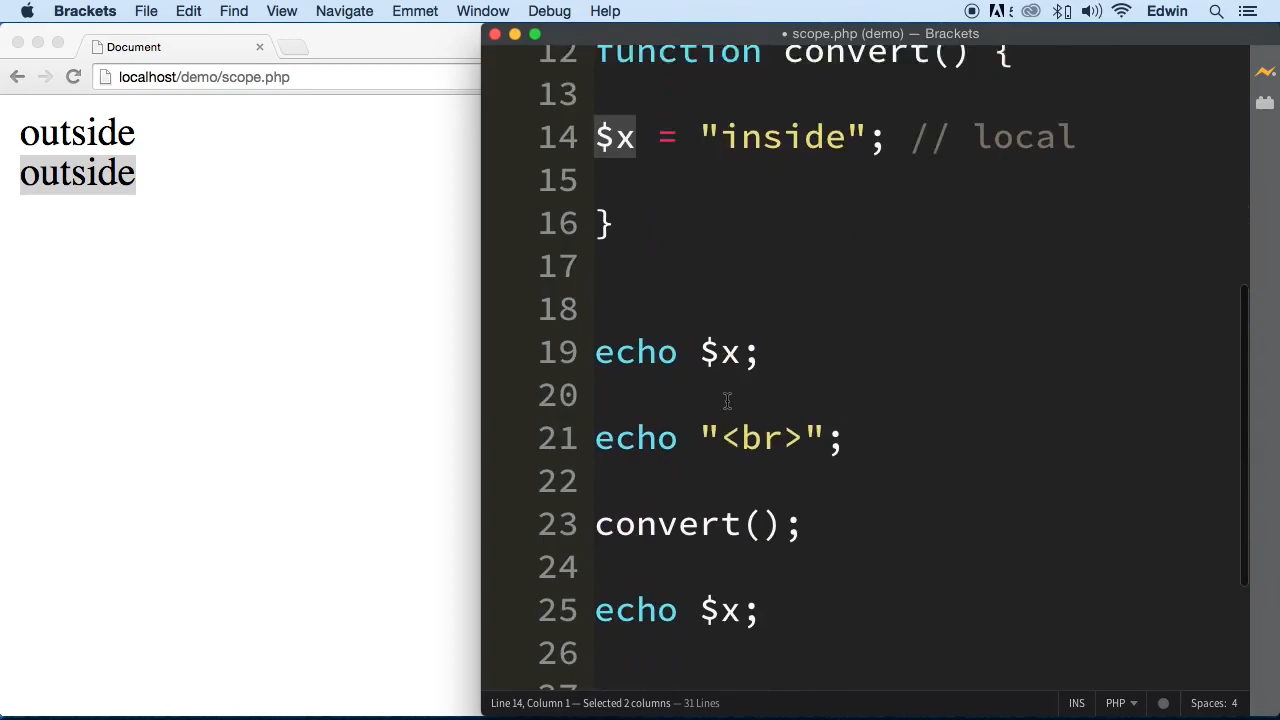 Brackets File Edit Find View Navigate Emmet Window Debug Help Edwin
Document
localhost/demo/scope.php
outside
outside
• scope.php (demo) — Brackets
12 function convert() {
13
14 $x = "inside"; // local
15
16 }
17
18
19 echo $x;
20
21 echo "<br>";
22
23 convert();
24
25 echo $x;
26
Line 14, Column 1 — Selected 2 columns — 31 Lines INS PHP Spaces: 4